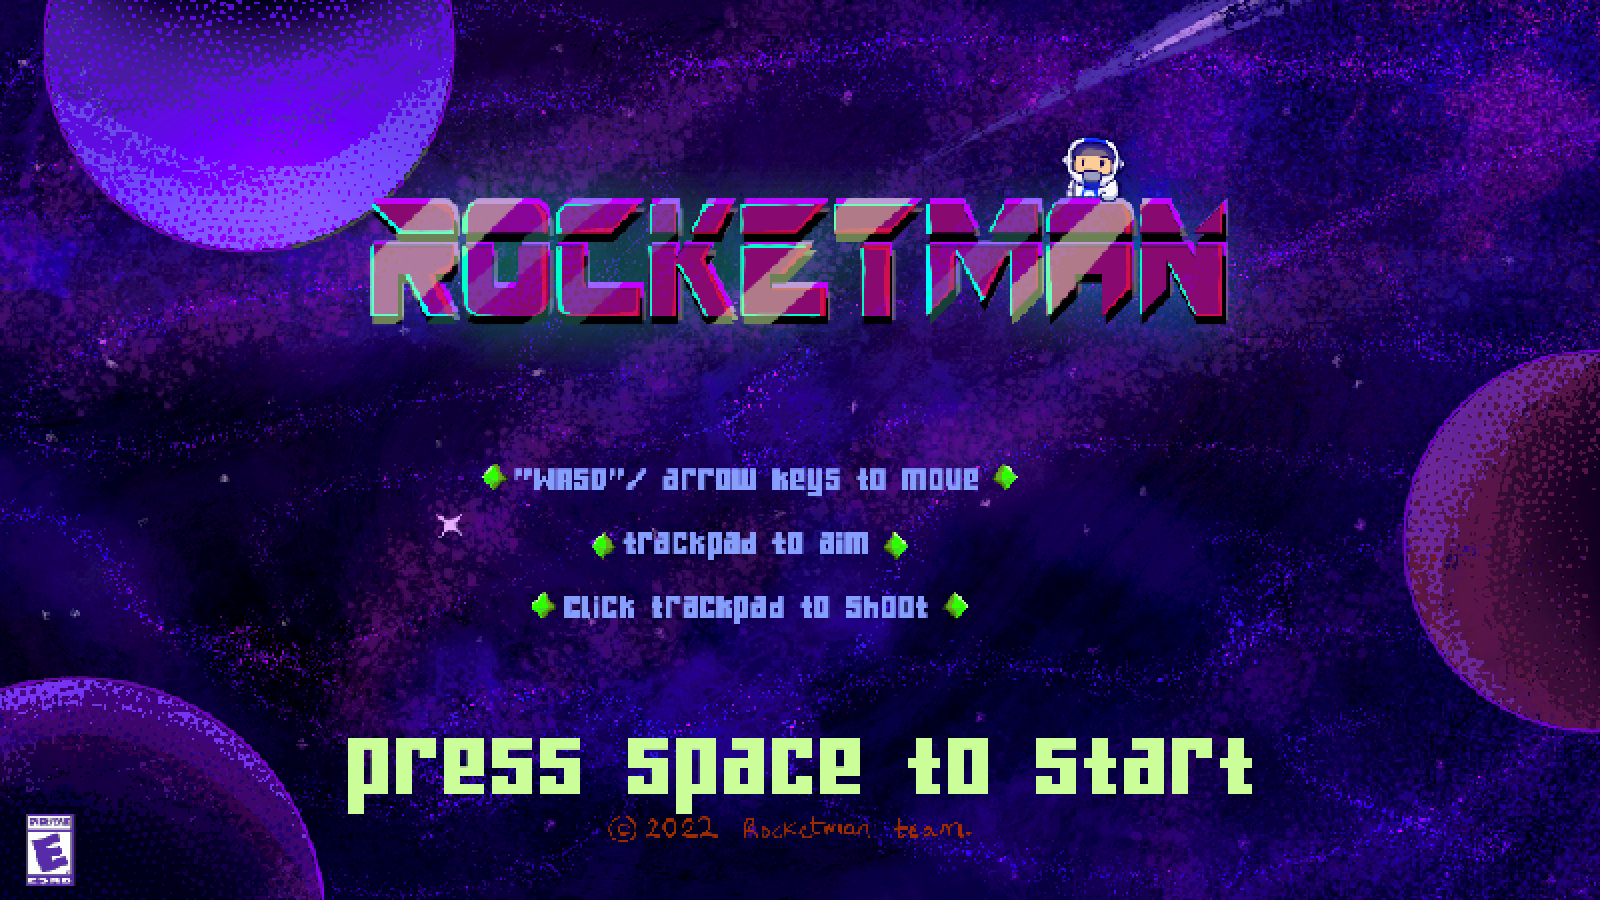 ROCKETMAN
"WASD"/ arrow keys to move
trackpad to aim
click trackpad to shoot
press space to start
© 2022 Rocketman team.
E